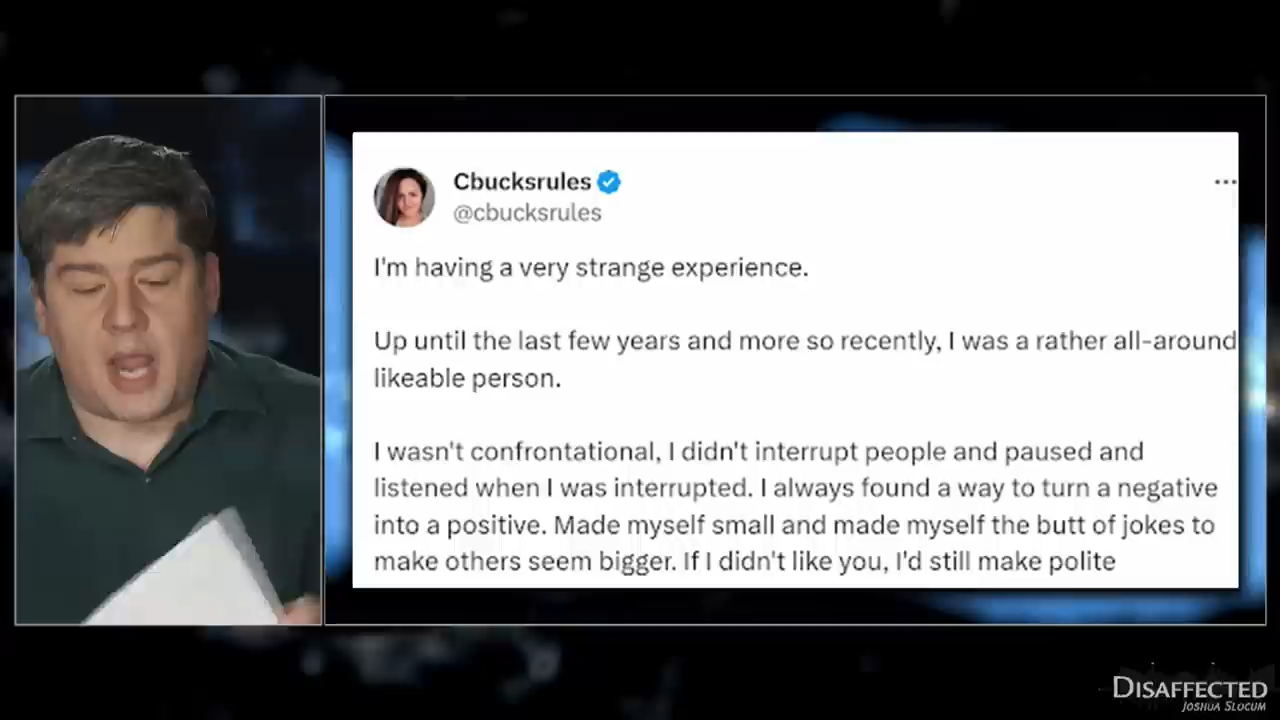 Cbucksrules
@cbucksrules
I'm having a very strange experience.
Up until the last few years and more so recently, I was a rather all-around
likeable person.
I wasn't confrontational, I didn't interrupt people and paused and
listened when I was interrupted. I always found a way to turn a negative
into a positive. Made myself small and made myself the butt of jokes to
make others seem bigger. If I didn't like you, I'd still make polite
DISAFFECTED
JOSHUA SLOCUM